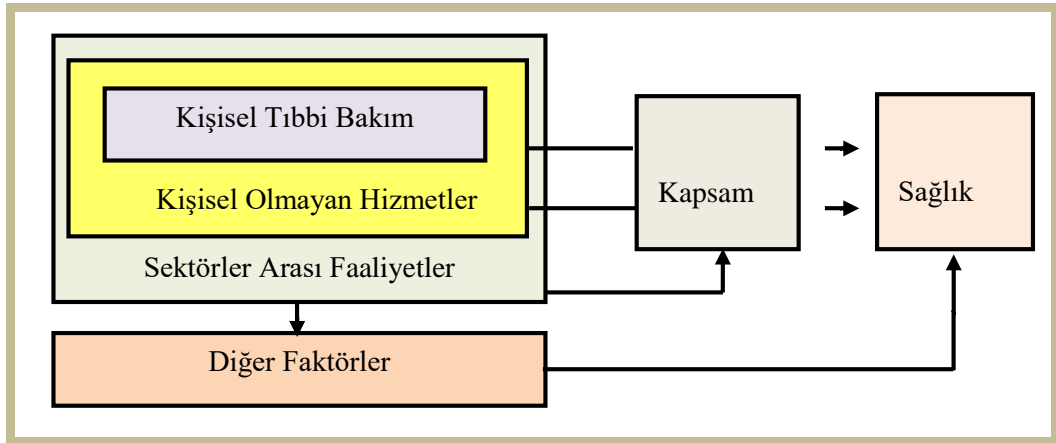 Kişisel Tıbbi Bakım
Kişisel Olmayan Hizmetler
Sektörler Arası Faaliyetler
Kapsam
Sağlık
Diğer Faktörler